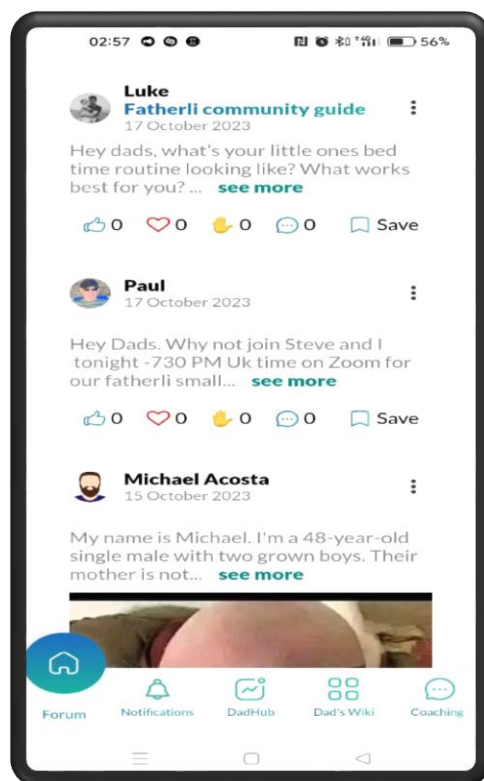 02:57
56%
Luke
Fatherli community guide
17 October 2023
Hey dads, what's your little ones bed
time routine looking like? What works
best for you? ... see more
0 0 0 0 Save
Paul
17 October 2023
Hey Dads. Why not join Steve and I
tonight -730 PM Uk time on Zoom for
our fatherli small... see more
0 0 0 0 Save
Michael Acosta
15 October 2023
My name is Michael. I'm a 48-year-old
single male with two grown boys. Their
mother is not... see more
Forum Notifications DadHub Dad's Wiki Coaching